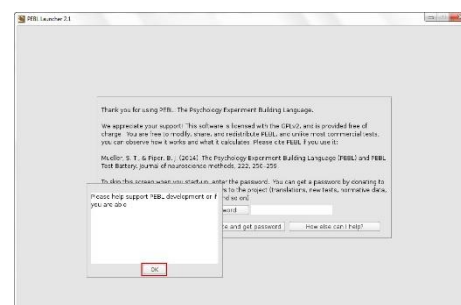 PEBL Launcher 2.1
Thank you for using PEBL. The Psychology Experiment Building Language.
We appreciate your support! This software is licensed with the GPLv2, and is provided free of
charge. You are free to modify, share, and redistribute PEBL, and unlike most commercial tests,
you can observe how it works and what it calculates. Please cite PEBL if you use it:
Mueller, S. T., & Piper, B. J. (2014). The Psychology Experiment Building Language (PEBL) and PEBL
Test Battery. Journal of neuroscience methods, 222, 250-259.
To skip this screen when you startup, enter the password. You can get a password by donating to
s to the project (translations, new tests, normative data,
nd so on)
Please help support PEBL development or if
you are able
word
te and get password
How else can I help?
OK